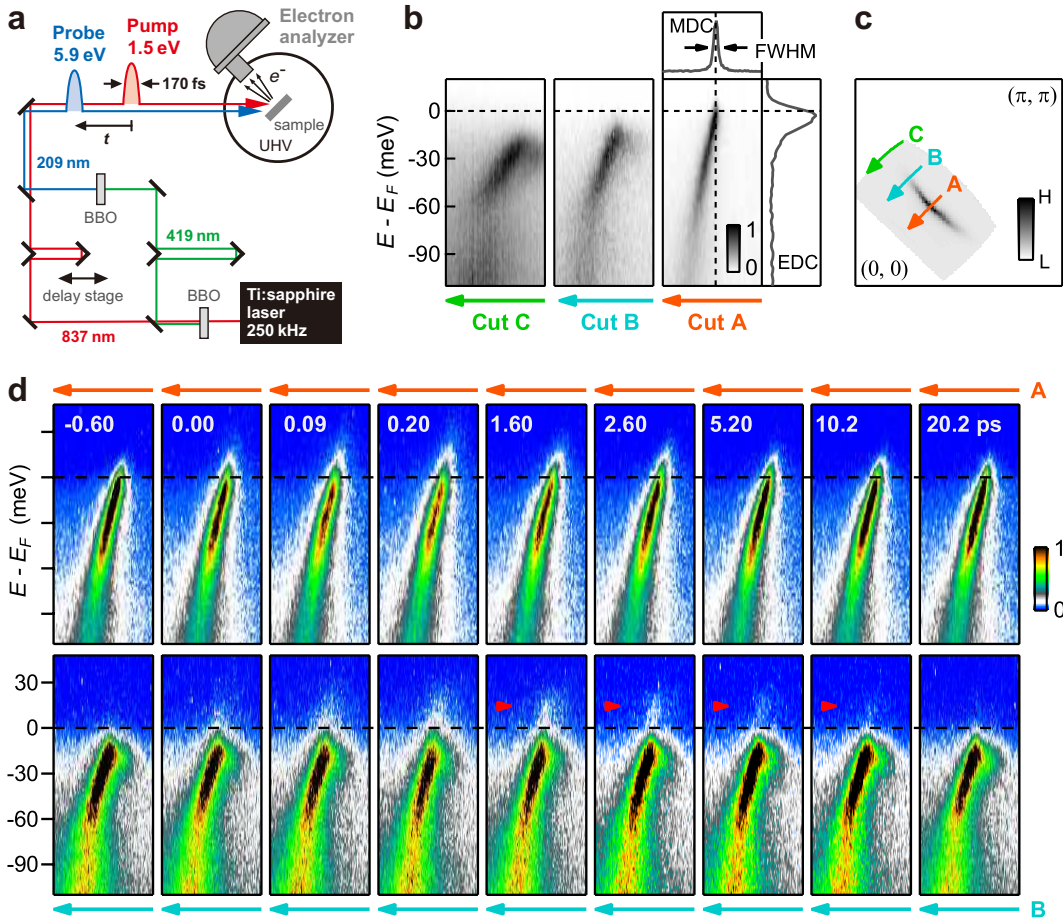 a
Probe
5.9 eV
Pump
1.5 eV
Electron
analyzer
170 fs
e-
sample
UHV
t
209 nm
BBO
419 nm
delay stage
BBO
837 nm
Ti:sapphire
laser
250 kHz
b
MDC
FWHM
E - EF (meV)
0
-30
-60
-90
1
0
EDC
Cut C
Cut B
Cut A
c
(π, π)
C
B
A
H
L
(0, 0)
d
A
-0.60
0.00
0.09
0.20
1.60
2.60
5.20
10.2
20.2 ps
E - EF (meV)
1
0
30
0
-30
-60
-90
B